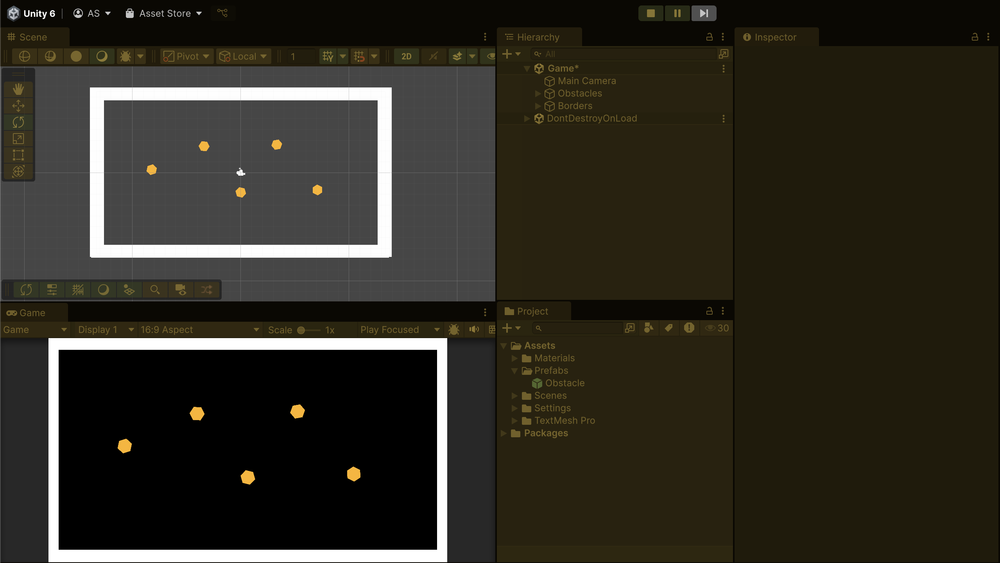 Unity 6 AS Asset Store
Scene
Pivot Local 1 2D
Game
Game Display 1 16:9 Aspect Scale 1x Play Focused
Hierarchy
All
Game*
Main Camera
Obstacles
Borders
DontDestroyOnLoad
Project
30
Assets
Materials
Prefabs
Obstacle
Scenes
Settings
TextMesh Pro
Packages
Inspector